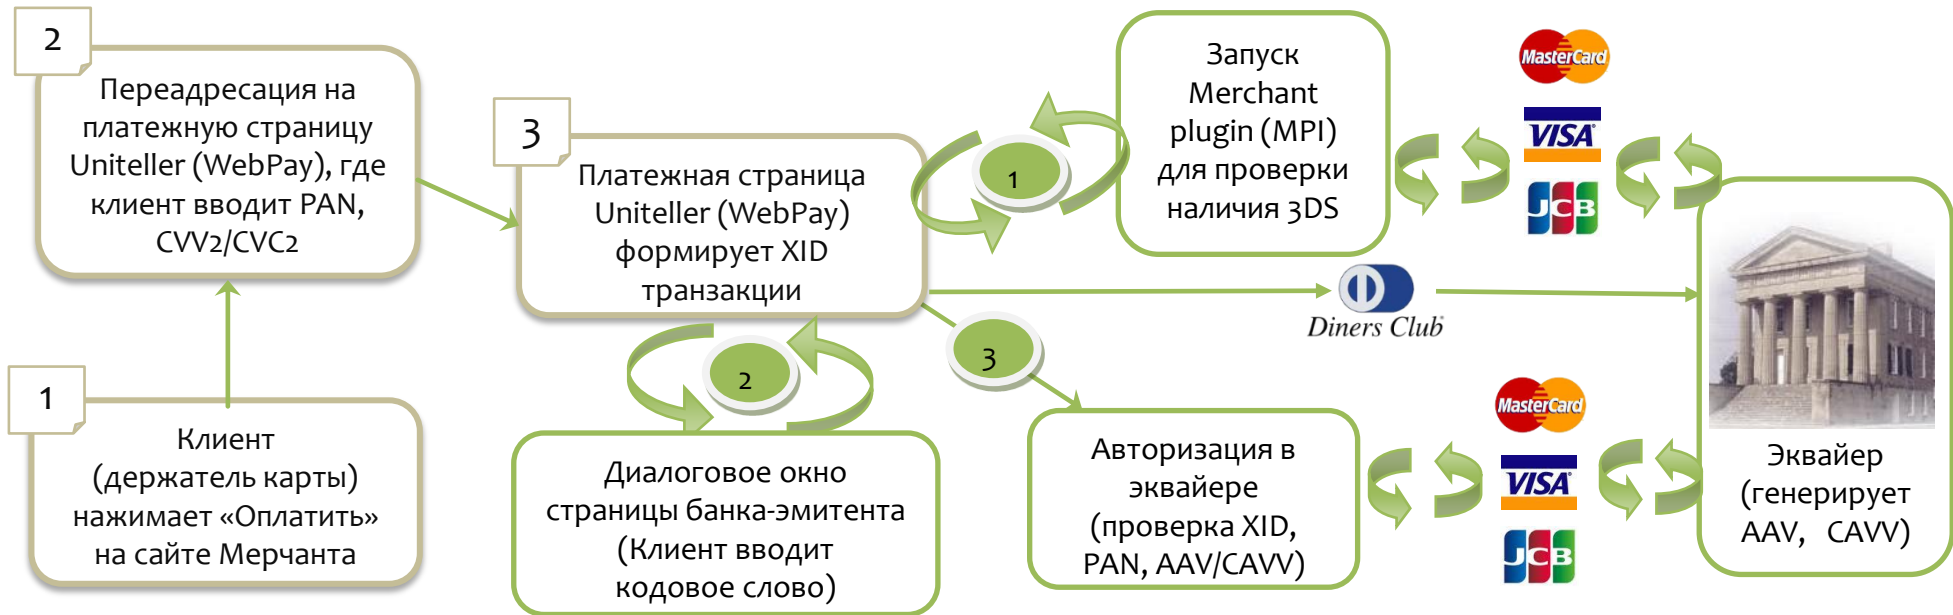 2
Переадресация на
платежную страницу
Uniteller (WebPay), где
клиент вводит PAN,
CVV2/CVC2
1
Клиент
(держатель карты)
нажимает «Оплатить»
на сайте Мерчанта
3
Платежная страница
Uniteller (WebPay)
формирует XID
транзакции
1
Запуск
Merchant
plugin (MPI)
для проверки
наличия 3DS
MasterCard
VISA
JCB
Diners Club
2
Диалоговое окно
страницы банка-эмитента
(Клиент вводит
кодовое слово)
3
Авторизация в
эквайере
(проверка XID,
PAN, AAV/CAVV)
MasterCard
VISA
JCB
Эквайер
(генерирует
AAV, CAVV)